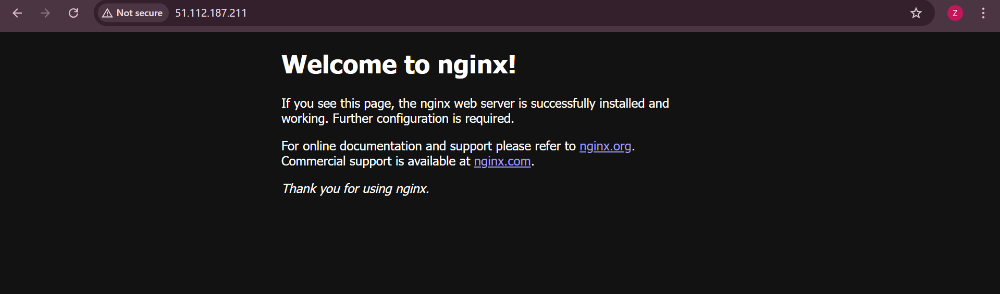 Not secure 51.112.187.211 Z
Welcome to nginx!
If you see this page, the nginx web server is successfully installed and
working. Further configuration is required.
For online documentation and support please refer to nginx.org.
Commercial support is available at nginx.com.
Thank you for using nginx.